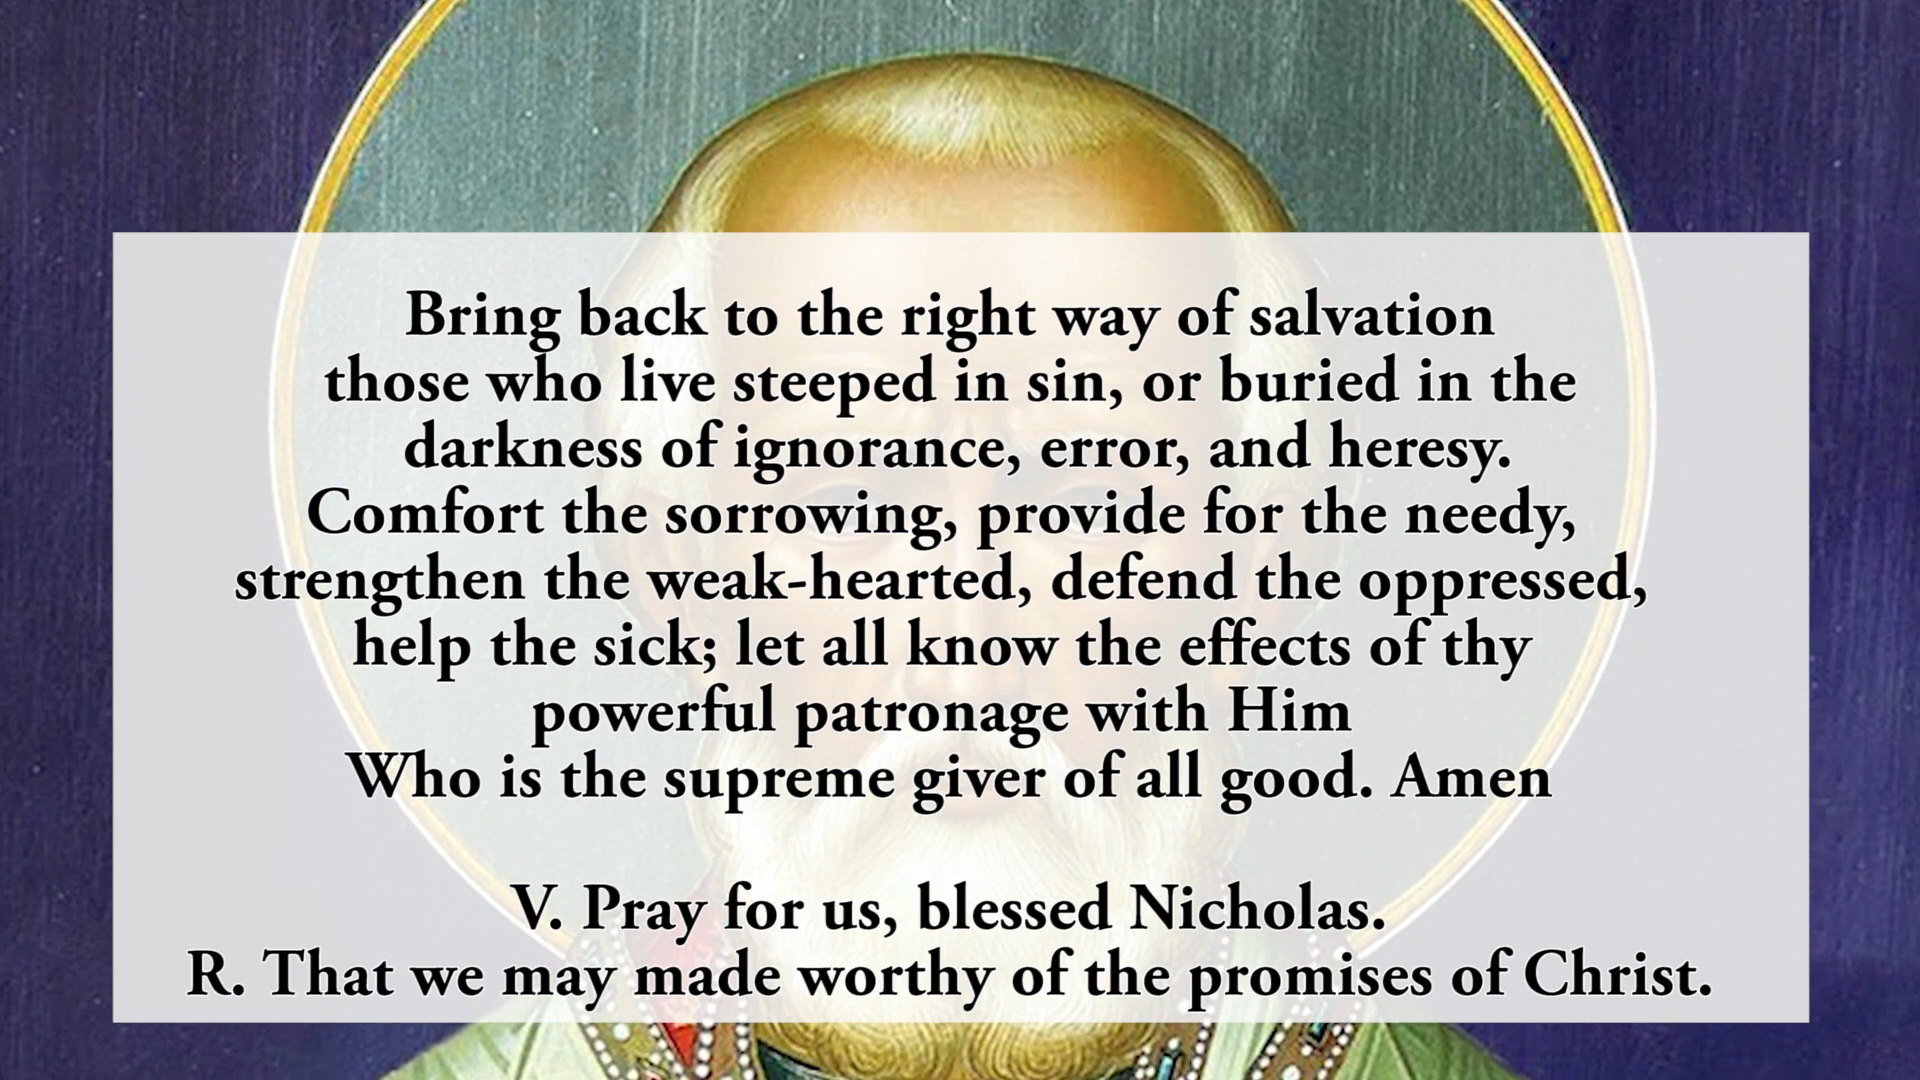 Bring back to the right way of salvation
those who live steeped in sin, or buried in the
darkness of ignorance, error, and heresy.
Comfort the sorrowing, provide for the needy,
strengthen the weak-hearted, defend the oppressed,
help the sick; let all know the effects of thy
powerful patronage with Him
Who is the supreme giver of all good. Amen
V. Pray for us, blessed Nicholas.
R. That we may made worthy of the promises of Christ.